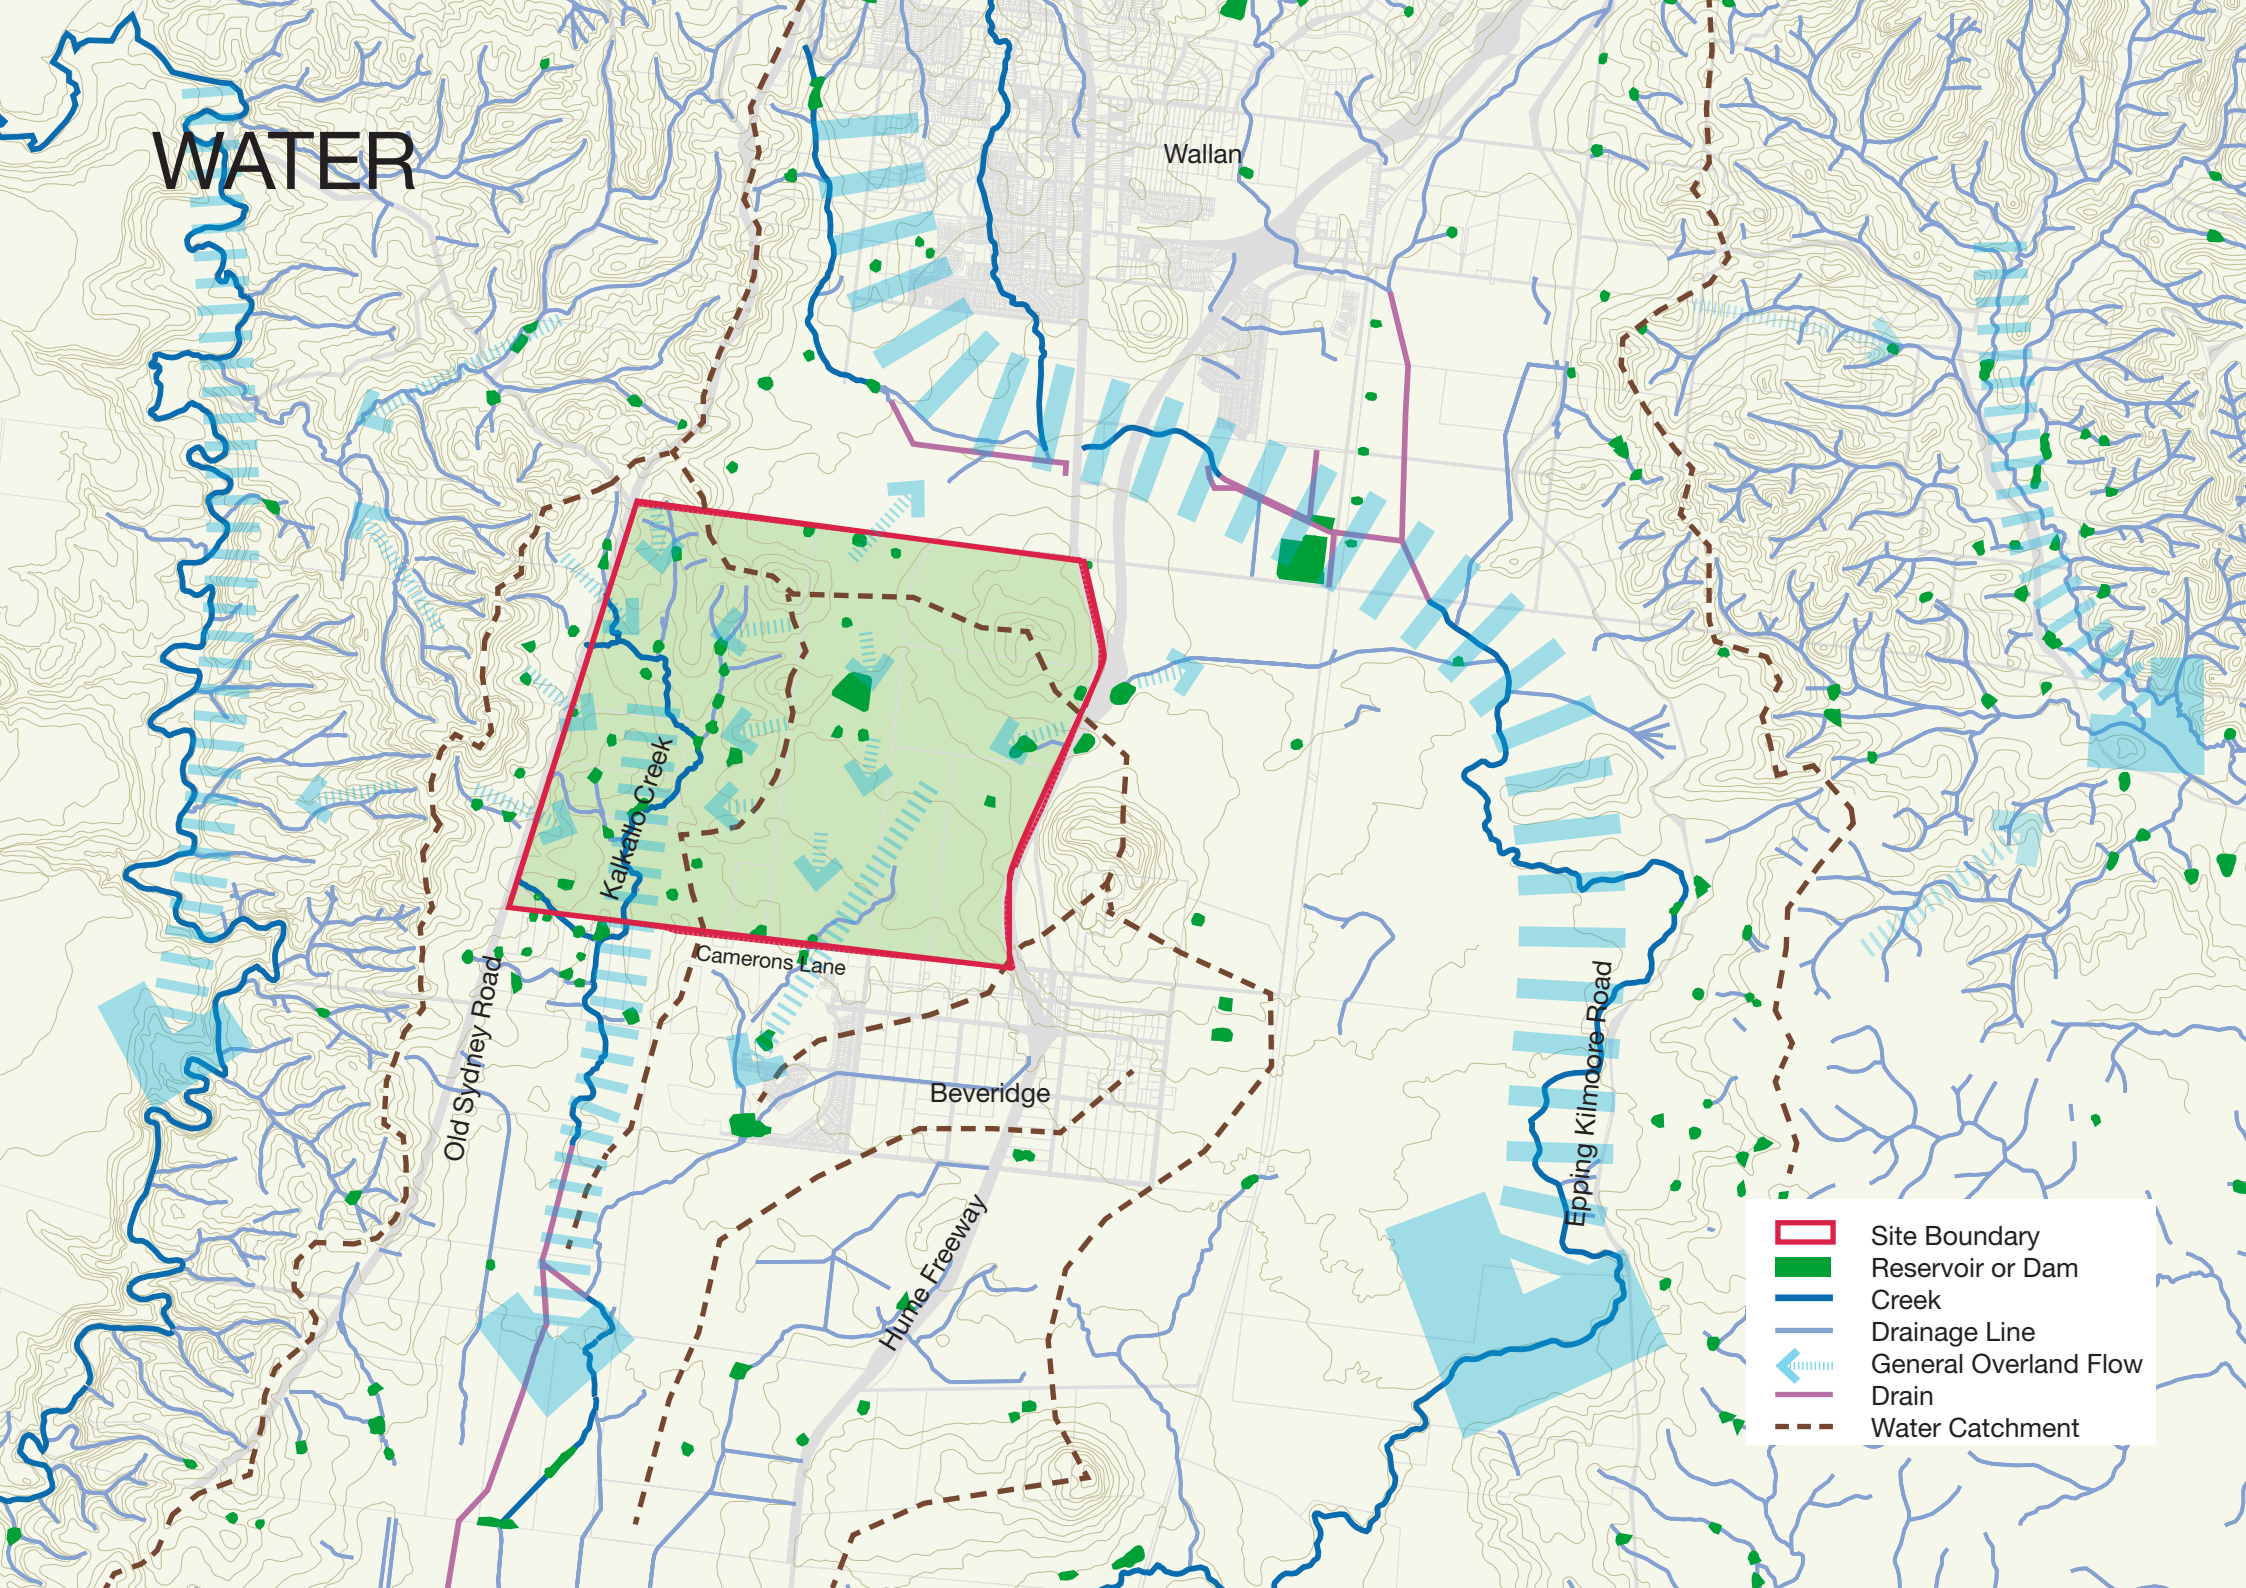 WATER
Wallan
Kalkallo Creek
Camerons Lane
Old Sydney Road
Beveridge
Hume Freeway
Epping Kilmoore Road
Site Boundary
Reservoir or Dam
Creek
Drainage Line
General Overland Flow
Drain
Water Catchment